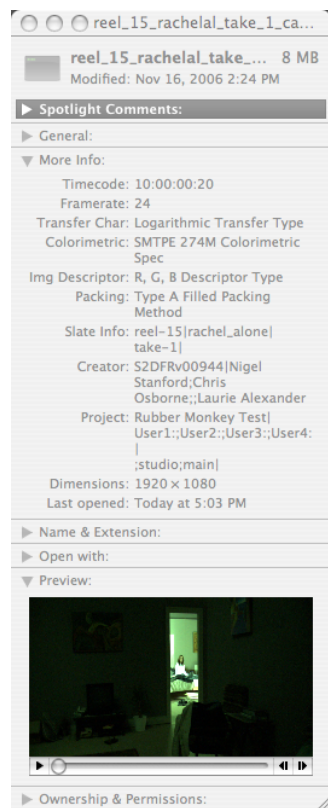 reel_15_rachelal_take_1_ca...
reel_15_rachelal_take_... 8 MB
Modified: Nov 16, 2006 2:24 PM
Spotlight Comments:
General:
More Info:
Timecode: 10:00:00:20
Framerate: 24
Transfer Char: Logarithmic Transfer Type
Colorimetric: SMTPE 274M Colorimetric
Spec
Img Descriptor: R, G, B Descriptor Type
Packing: Type A Filled Packing
Method
Slate Info: reel-15|rachel_alone|
take-1|
Creator: S2DFRv00944|Nigel
Stanford;Chris
Osborne;;Laurie Alexander
Project: Rubber Monkey Test|
User1:;User2:;User3:;User4:
|
;studio;main|
Dimensions: 1920 × 1080
Last opened: Today at 5:03 PM
Name & Extension:
Open with:
Preview:
Ownership & Permissions: